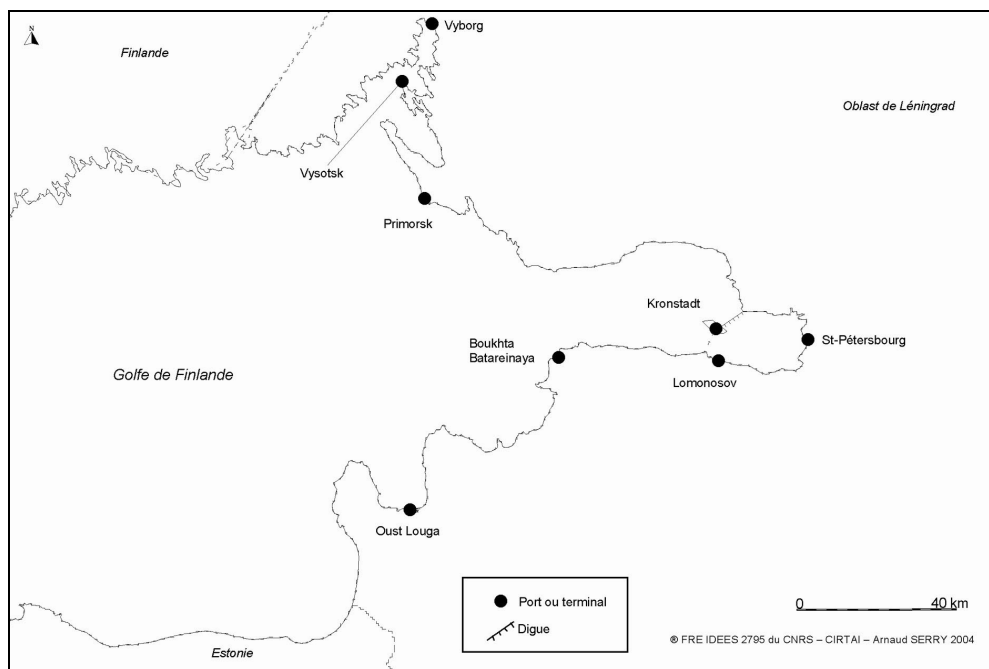 N
Vyborg
Finlande
Oblast de Léningrad
Vysotsk
Primorsk
Kronstadt
St-Pétersbourg
Boukhta
Batareinaya
Golfe de Finlande
Lomonosov
Oust Louga
Port ou terminal
Digue
0 40 km
® FRE IDEES 2795 du CNRS – CIRTAI – Arnaud SERRY 2004
Estonie